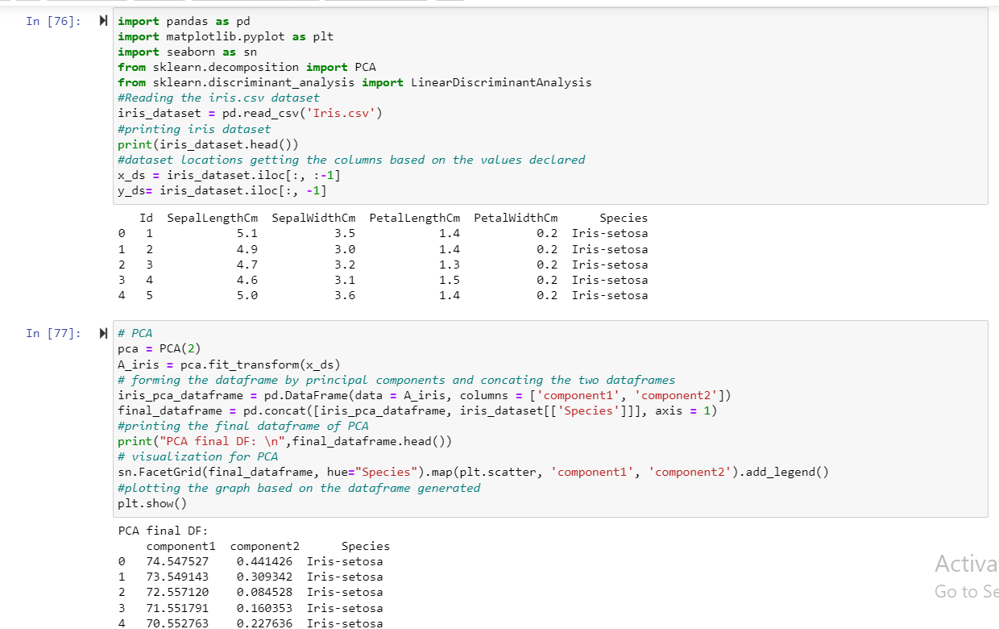 In [76]:
import pandas as pd
import matplotlib.pyplot as plt
import seaborn as sn
from sklearn.decomposition import PCA
from sklearn.discriminant_analysis import LinearDiscriminantAnalysis
#Reading the iris.csv dataset
iris_dataset = pd.read_csv('Iris.csv')
#printing iris dataset
print(iris_dataset.head())
#dataset locations getting the columns based on the values declared
x_ds = iris_dataset.iloc[:, :-1]
y_ds= iris_dataset.iloc[:, -1]
Id SepalLengthCm SepalWidthCm PetalLengthCm PetalWidthCm Species
0 1 5.1 3.5 1.4 0.2 Iris-setosa
1 2 4.9 3.0 1.4 0.2 Iris-setosa
2 3 4.7 3.2 1.3 0.2 Iris-setosa
3 4 4.6 3.1 1.5 0.2 Iris-setosa
4 5 5.0 3.6 1.4 0.2 Iris-setosa
In [77]:
# PCA
pca = PCA(2)
A_iris = pca.fit_transform(x_ds)
# forming the dataframe by principal components and concating the two dataframes
iris_pca_dataframe = pd.DataFrame(data = A_iris, columns = ['component1', 'component2'])
final_dataframe = pd.concat([iris_pca_dataframe, iris_dataset[['Species']]], axis = 1)
#printing the final dataframe of PCA
print("PCA final DF: \n",final_dataframe.head())
# visualization for PCA
sn.FacetGrid(final_dataframe, hue="Species").map(plt.scatter, 'component1', 'component2').add_legend()
#plotting the graph based on the dataframe generated
plt.show()
PCA final DF:
component1 component2 Species
0 74.547527 0.441426 Iris-setosa
1 73.549143 0.309342 Iris-setosa
2 72.557120 0.084528 Iris-setosa
3 71.551791 0.160353 Iris-setosa
4 70.552763 0.227636 Iris-setosa
Activa
Go to Se